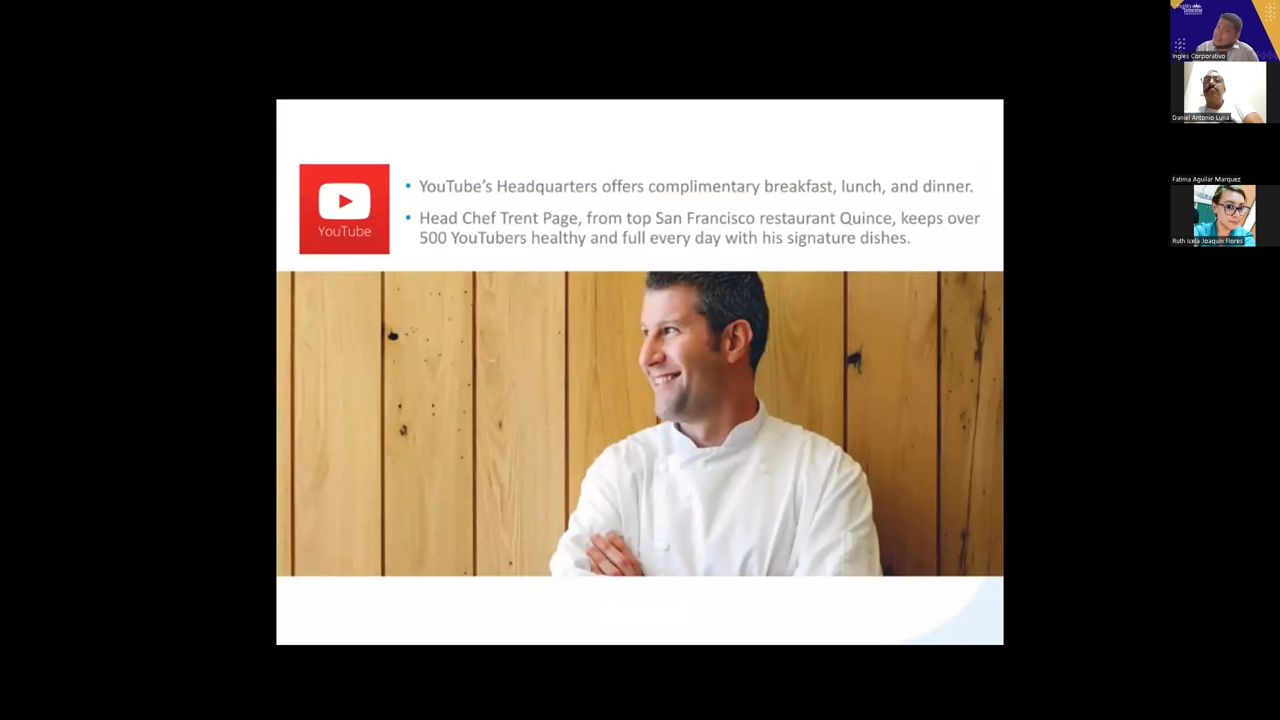 YouTube
• YouTube's Headquarters offers complimentary breakfast, lunch, and dinner.
• Head Chef Trent Page, from top San Francisco restaurant Quince, keeps over
500 YouTubers healthy and full every day with his signature dishes.
Ingles Corporativo
Daniel Antonio Luna
Fatima Aguilar Marquez
Ruth Icela Joaquin Flores